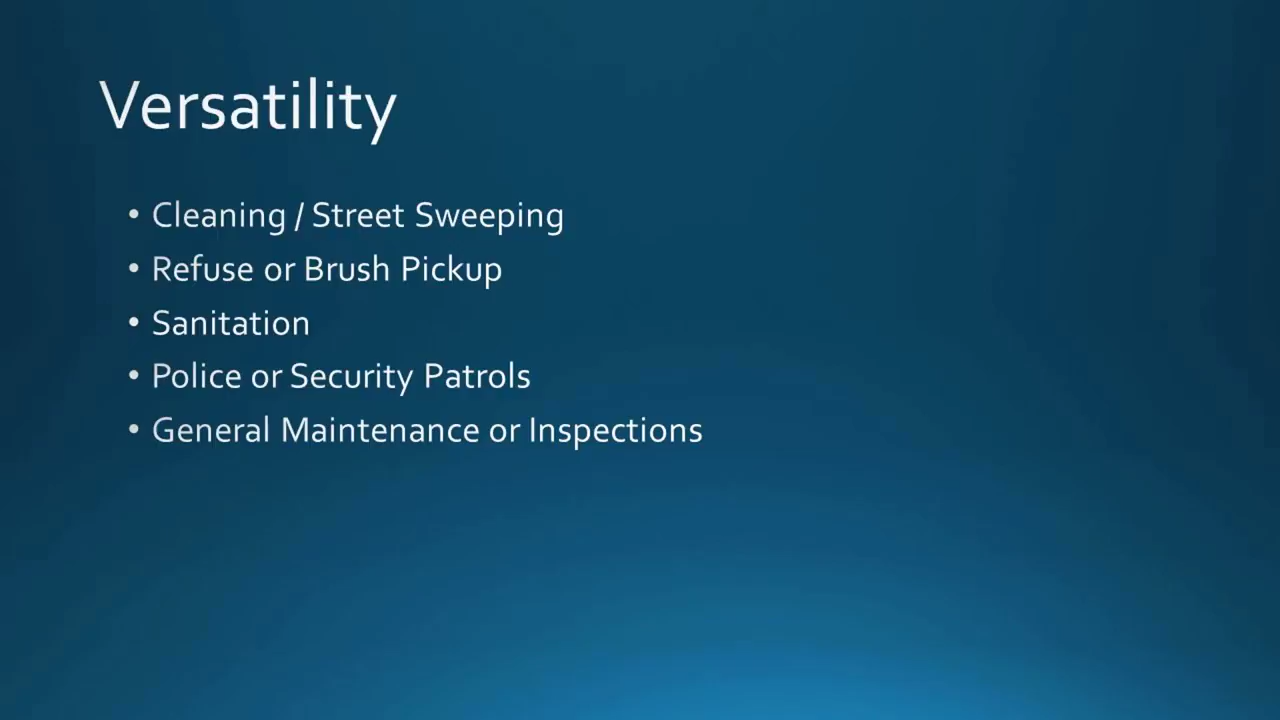 Versatility
• Cleaning / Street Sweeping
• Refuse or Brush Pickup
• Sanitation
• Police or Security Patrols
• General Maintenance or Inspections